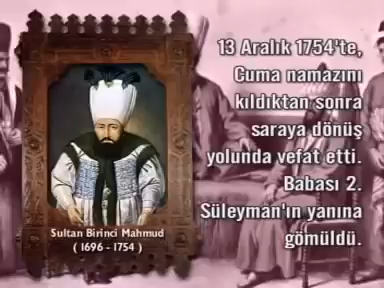 13 Aralık 1754'te,
Cuma namazını
kıldıktan sonra
saraya dönüş
yolunda vefat etti.
Babası 2.
Süleyman'ın yanına
gömüldü.
Sultan Birinci Mahmud
( 1696 - 1754 )